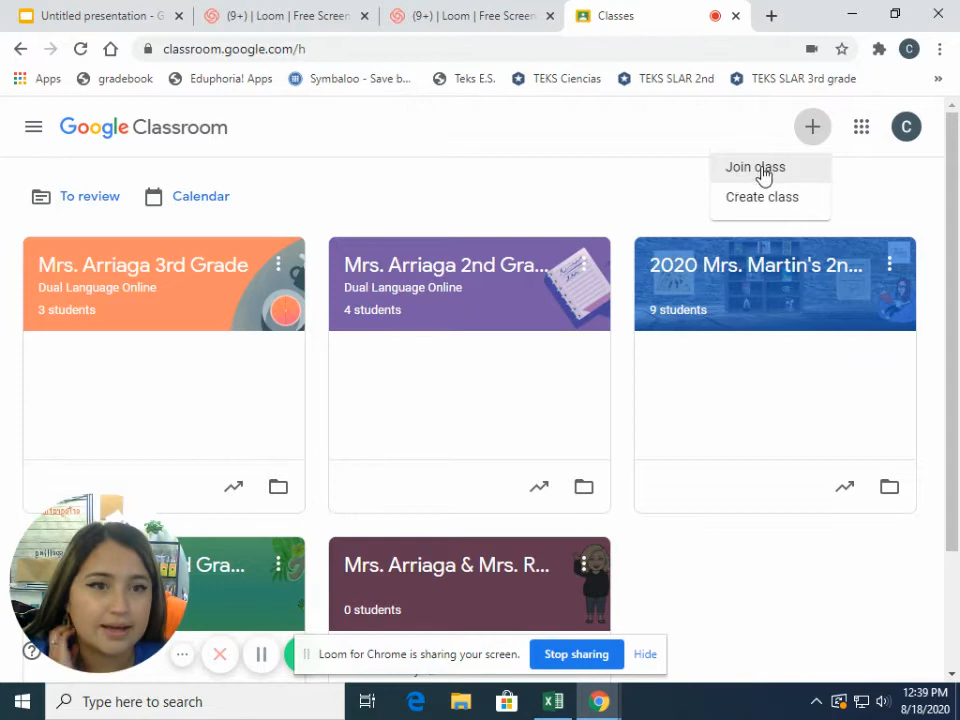 Untitled presentation - G
(9+) | Loom | Free Screen
(9+) | Loom | Free Screen
Classes
classroom.google.com/h
C
Apps
gradebook
Eduphoria! Apps
Symbaloo - Save b...
Teks E.S.
TEKS Ciencias
TEKS SLAR 2nd
TEKS SLAR 3rd grade
»
Google Classroom
C
Join class
Create class
To review
Calendar
Mrs. Arriaga 3rd Grade
Dual Language Online
3 students
Mrs. Arriaga 2nd Gra...
Dual Language Online
4 students
2020 Mrs. Martin's 2n...
9 students
d Gra...
Mrs. Arriaga & Mrs. R...
0 students
Loom for Chrome is sharing your screen.
Stop sharing
Hide
Type here to search
12:39 PM
8/18/2020